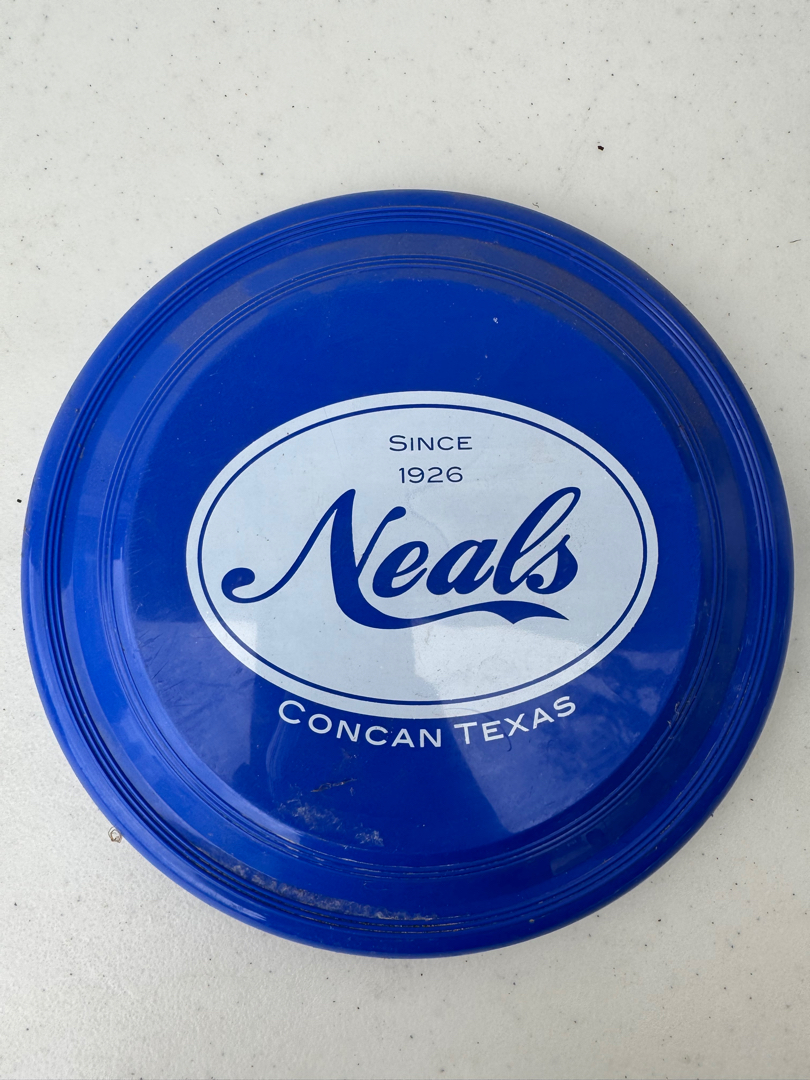 SINCE
1926
Neals
CONCAN TEXAS